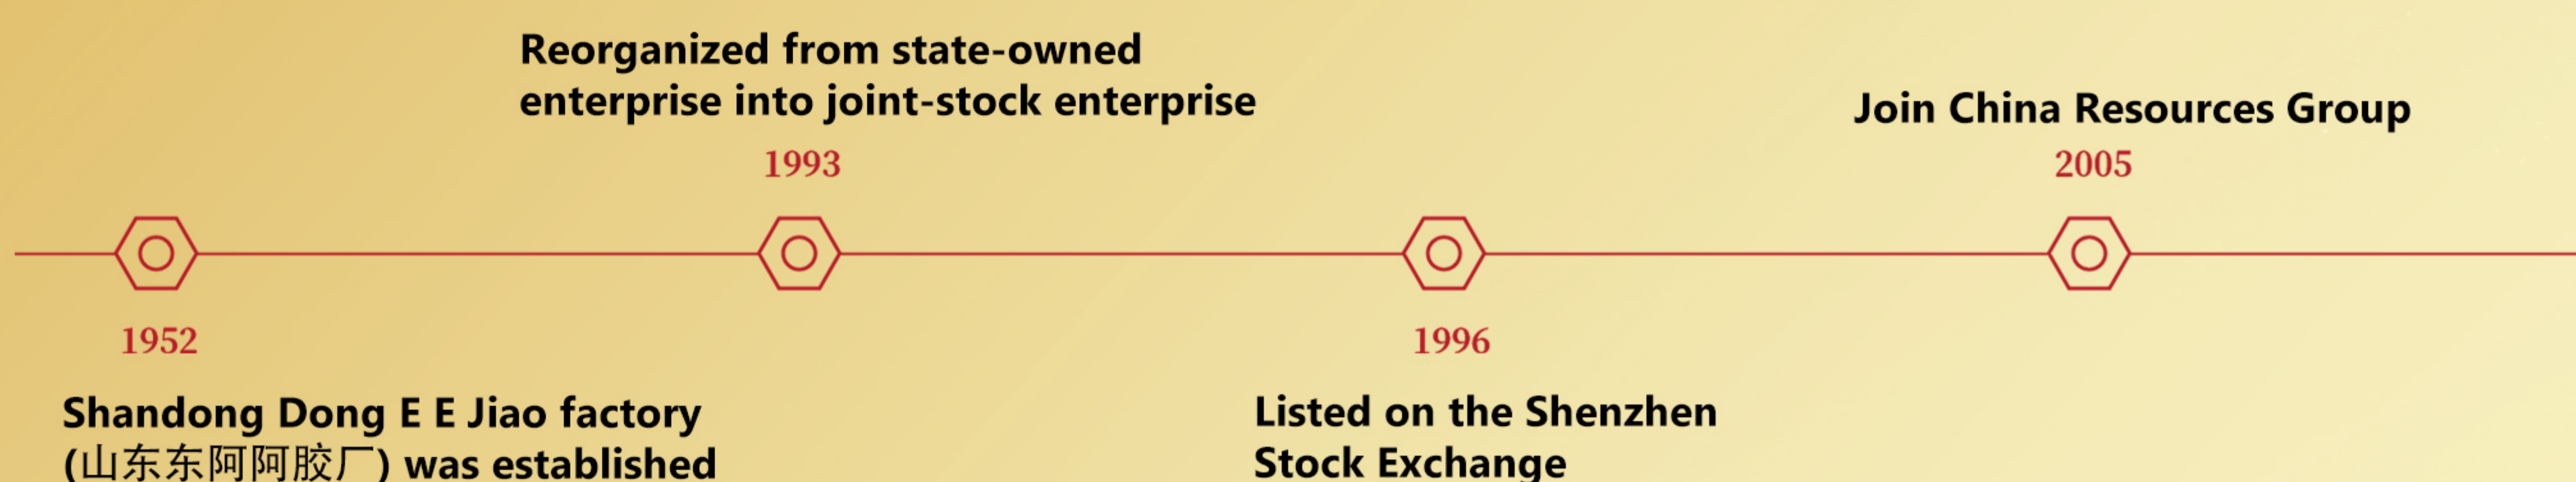 Reorganized from state-owned
enterprise into joint-stock enterprise
Join China Resources Group
1993
2005
1952
1996
Shandong Dong E E Jiao factory
(山东东阿阿胶厂) was established
Listed on the Shenzhen
Stock Exchange